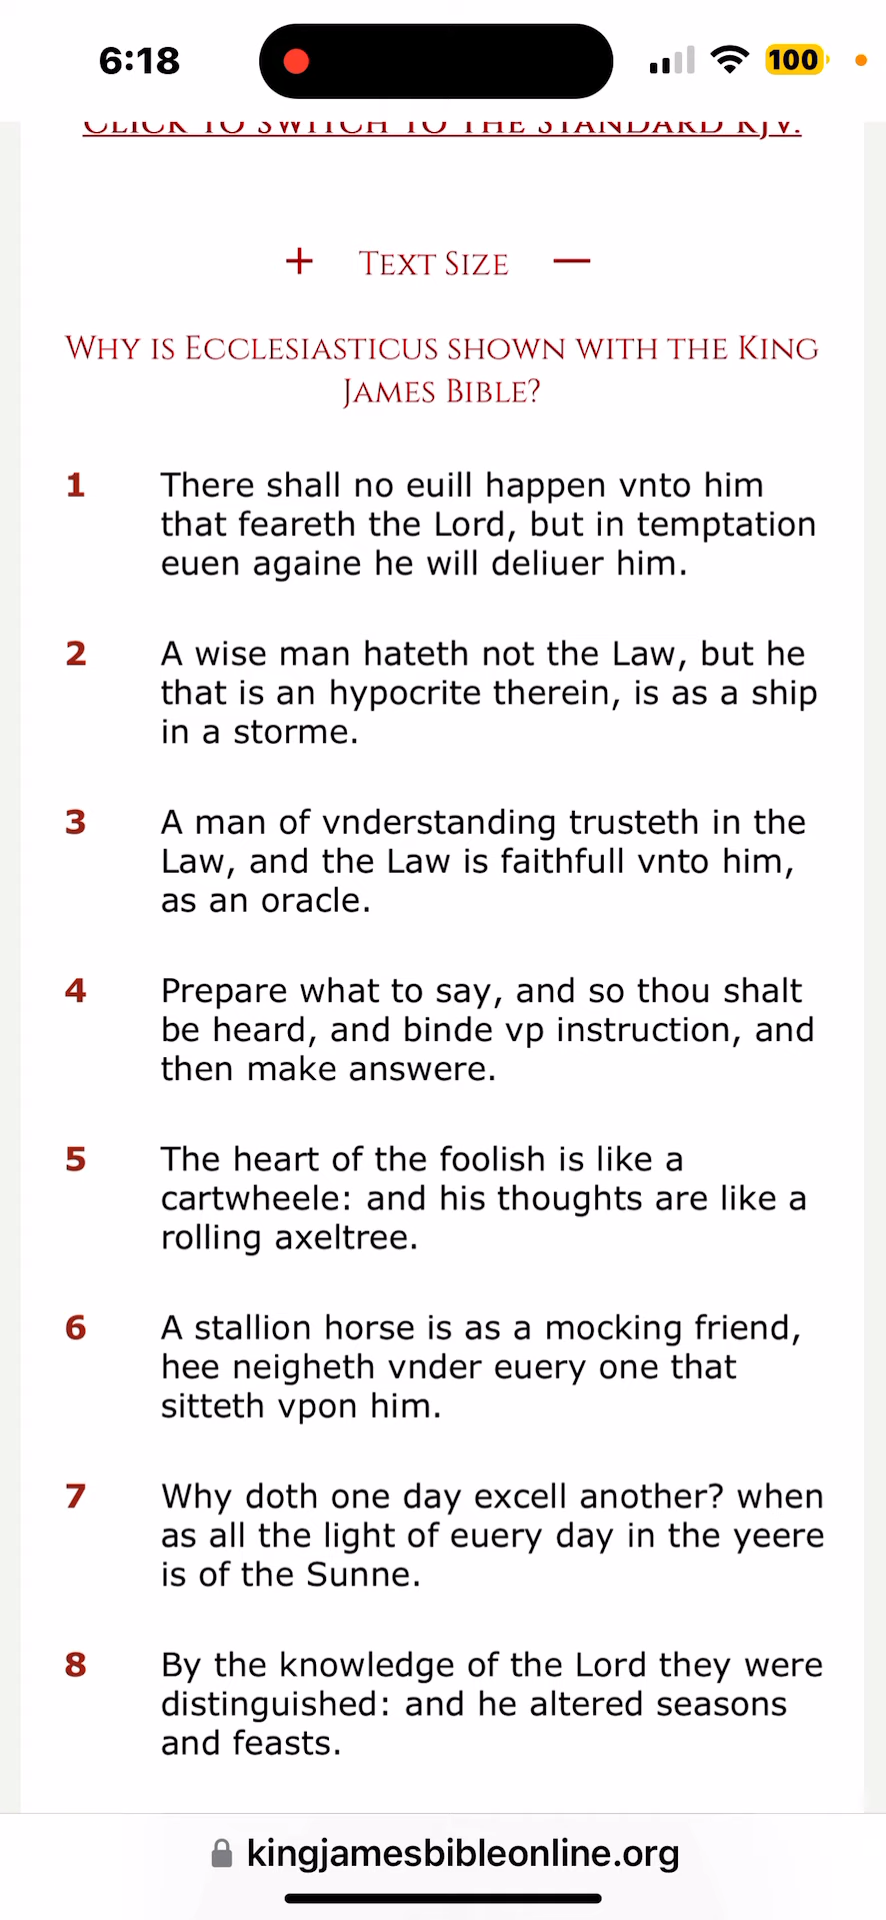 6:18
100
CLICK TO SWITCH TO THE STANDARD KJV.
+ TEXT SIZE —
WHY IS ECCLESIASTICUS SHOWN WITH THE KING
JAMES BIBLE?
1 There shall no euill happen vnto him
that feareth the Lord, but in temptation
euen againe he will deliuer him.
2 A wise man hateth not the Law, but he
that is an hypocrite therein, is as a ship
in a storme.
3 A man of vnderstanding trusteth in the
Law, and the Law is faithfull vnto him,
as an oracle.
4 Prepare what to say, and so thou shalt
be heard, and binde vp instruction, and
then make answere.
5 The heart of the foolish is like a
cartwheele: and his thoughts are like a
rolling axeltree.
6 A stallion horse is as a mocking friend,
hee neigheth vnder euery one that
sitteth vpon him.
7 Why doth one day excell another? when
as all the light of euery day in the yeere
is of the Sunne.
8 By the knowledge of the Lord they were
distinguished: and he altered seasons
and feasts.
kingjamesbibleonline.org